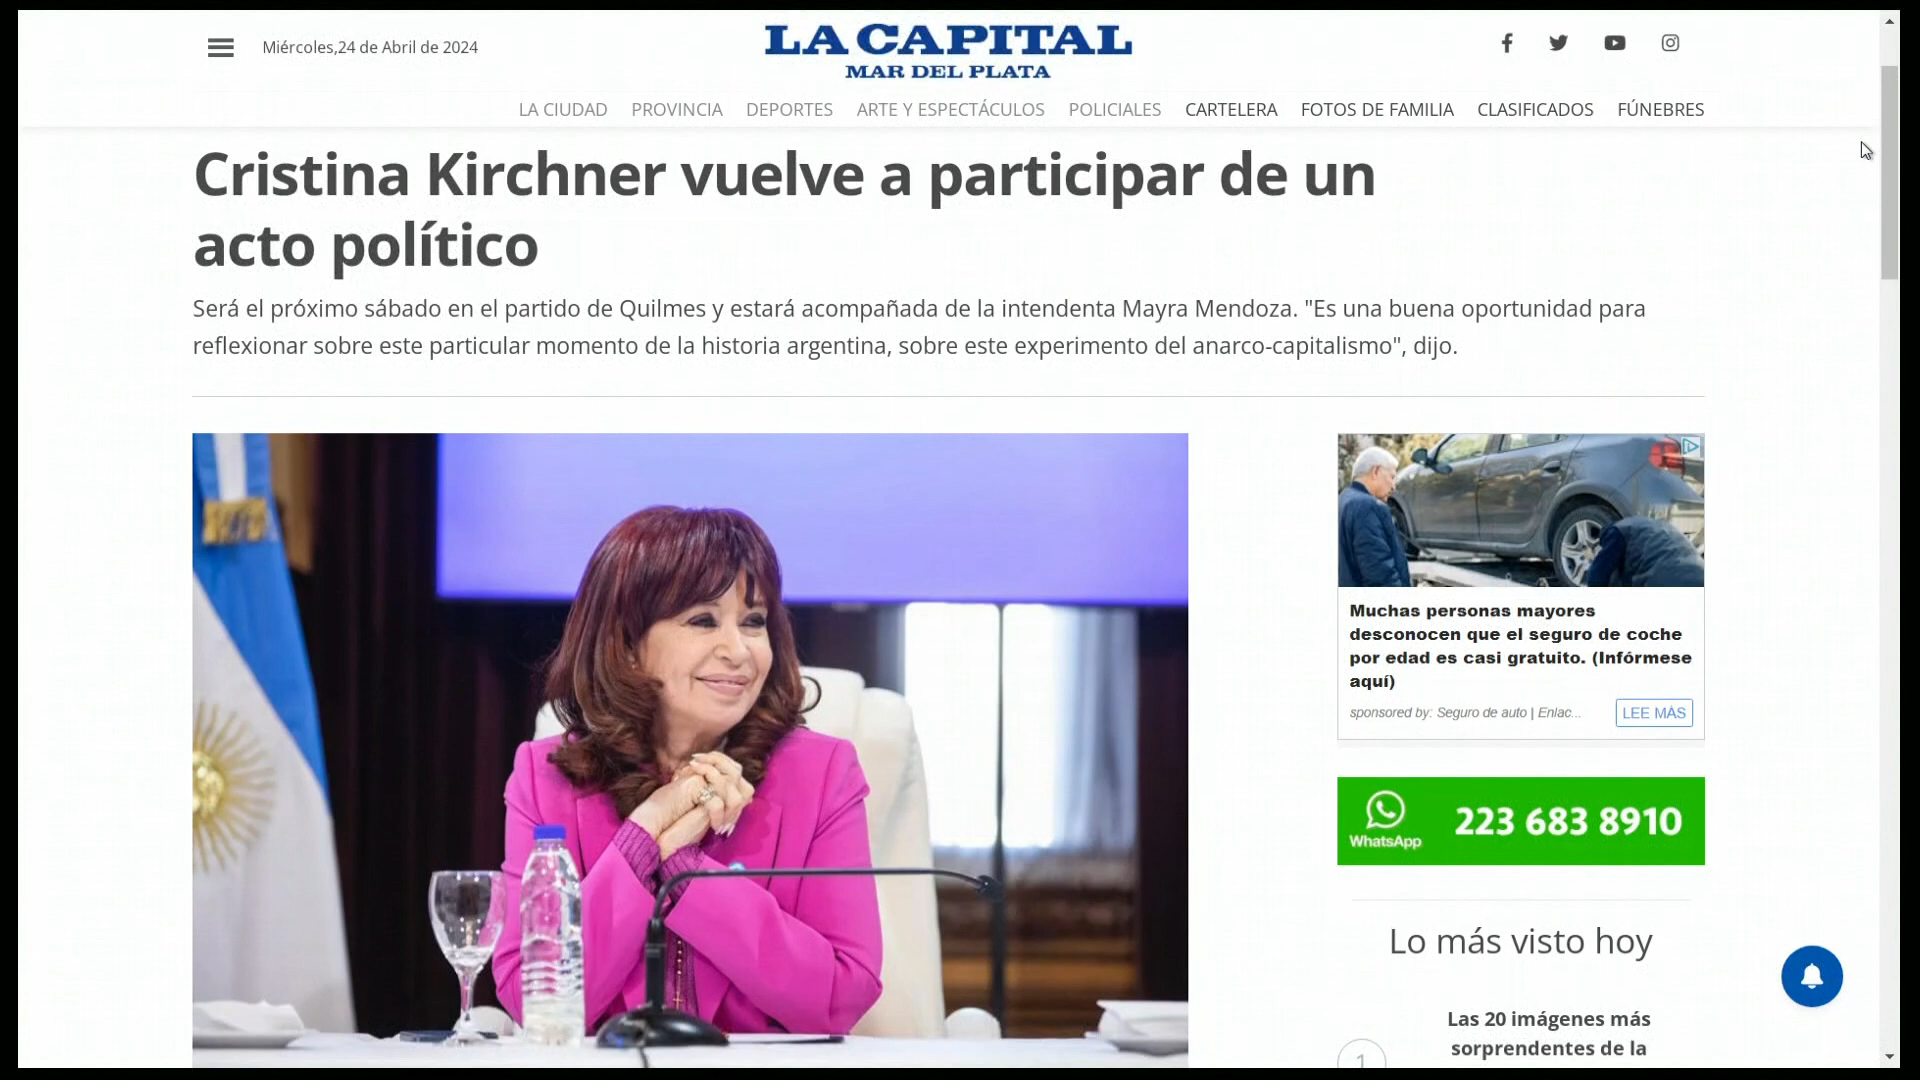 Miércoles,24 de Abril de 2024
LA CAPITAL
MAR DEL PLATA
LA CIUDAD PROVINCIA DEPORTES ARTE Y ESPECTÁCULOS POLICIALES CARTELERA FOTOS DE FAMILIA CLASIFICADOS FÚNEBRES
Cristina Kirchner vuelve a participar de un
acto político
Será el próximo sábado en el partido de Quilmes y estará acompañada de la intendenta Mayra Mendoza. "Es una buena oportunidad para
reflexionar sobre este particular momento de la historia argentina, sobre este experimento del anarco-capitalismo", dijo.
Muchas personas mayores
desconocen que el seguro de coche
por edad es casi gratuito. (Infórmese
aquí)
sponsored by: Seguro de auto | Enlac...
LEE MÁS
WhatsApp
223 683 8910
Lo más visto hoy
1
Las 20 imágenes más
sorprendentes de la